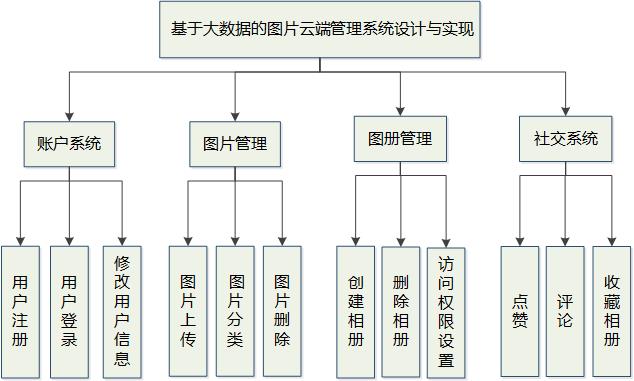 基于大数据的图片云端管理系统设计与实现
账户系统
图片管理
图册管理
社交系统
用户注册
用户登录
修改用户信息
图片上传
图片分类
图片删除
创建相册
删除相册
访问权限设置
点赞
评论
收藏相册